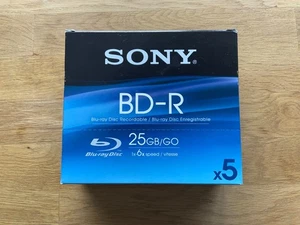 SONY
BD-R
Blu-ray Disc Recordable / Blu-ray Disc Enregistrable
Blu-ray Disc
25GB/GO
1x-6x speed / vitesse
x5